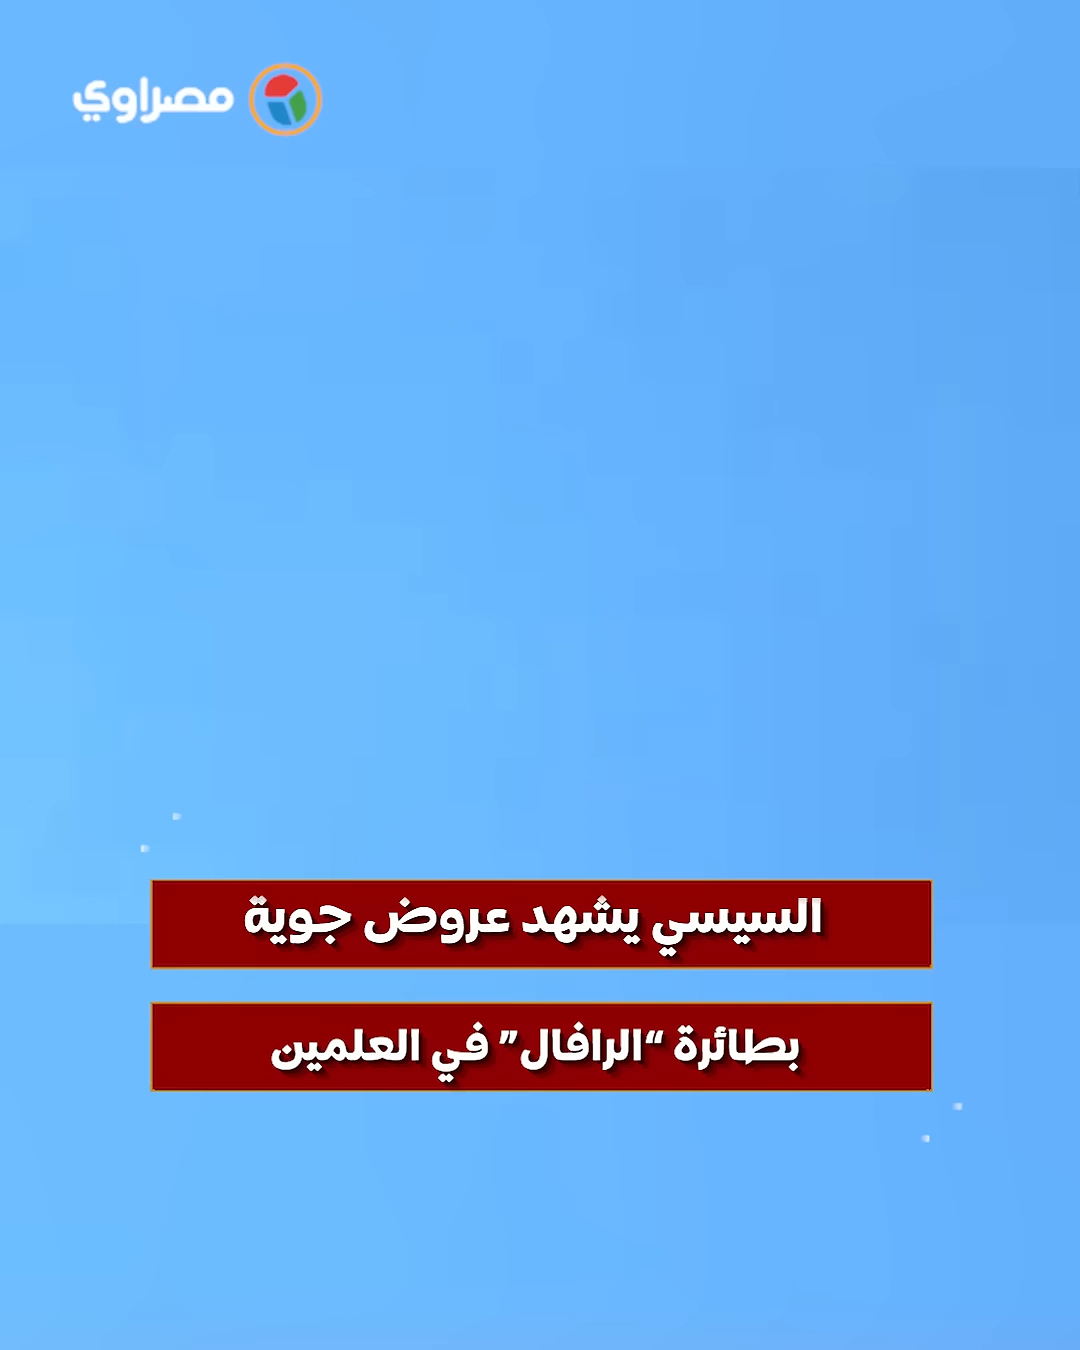 مصراوي
السيسي يشهد عروض جوية
بطائرة “الرافال” في العلمين